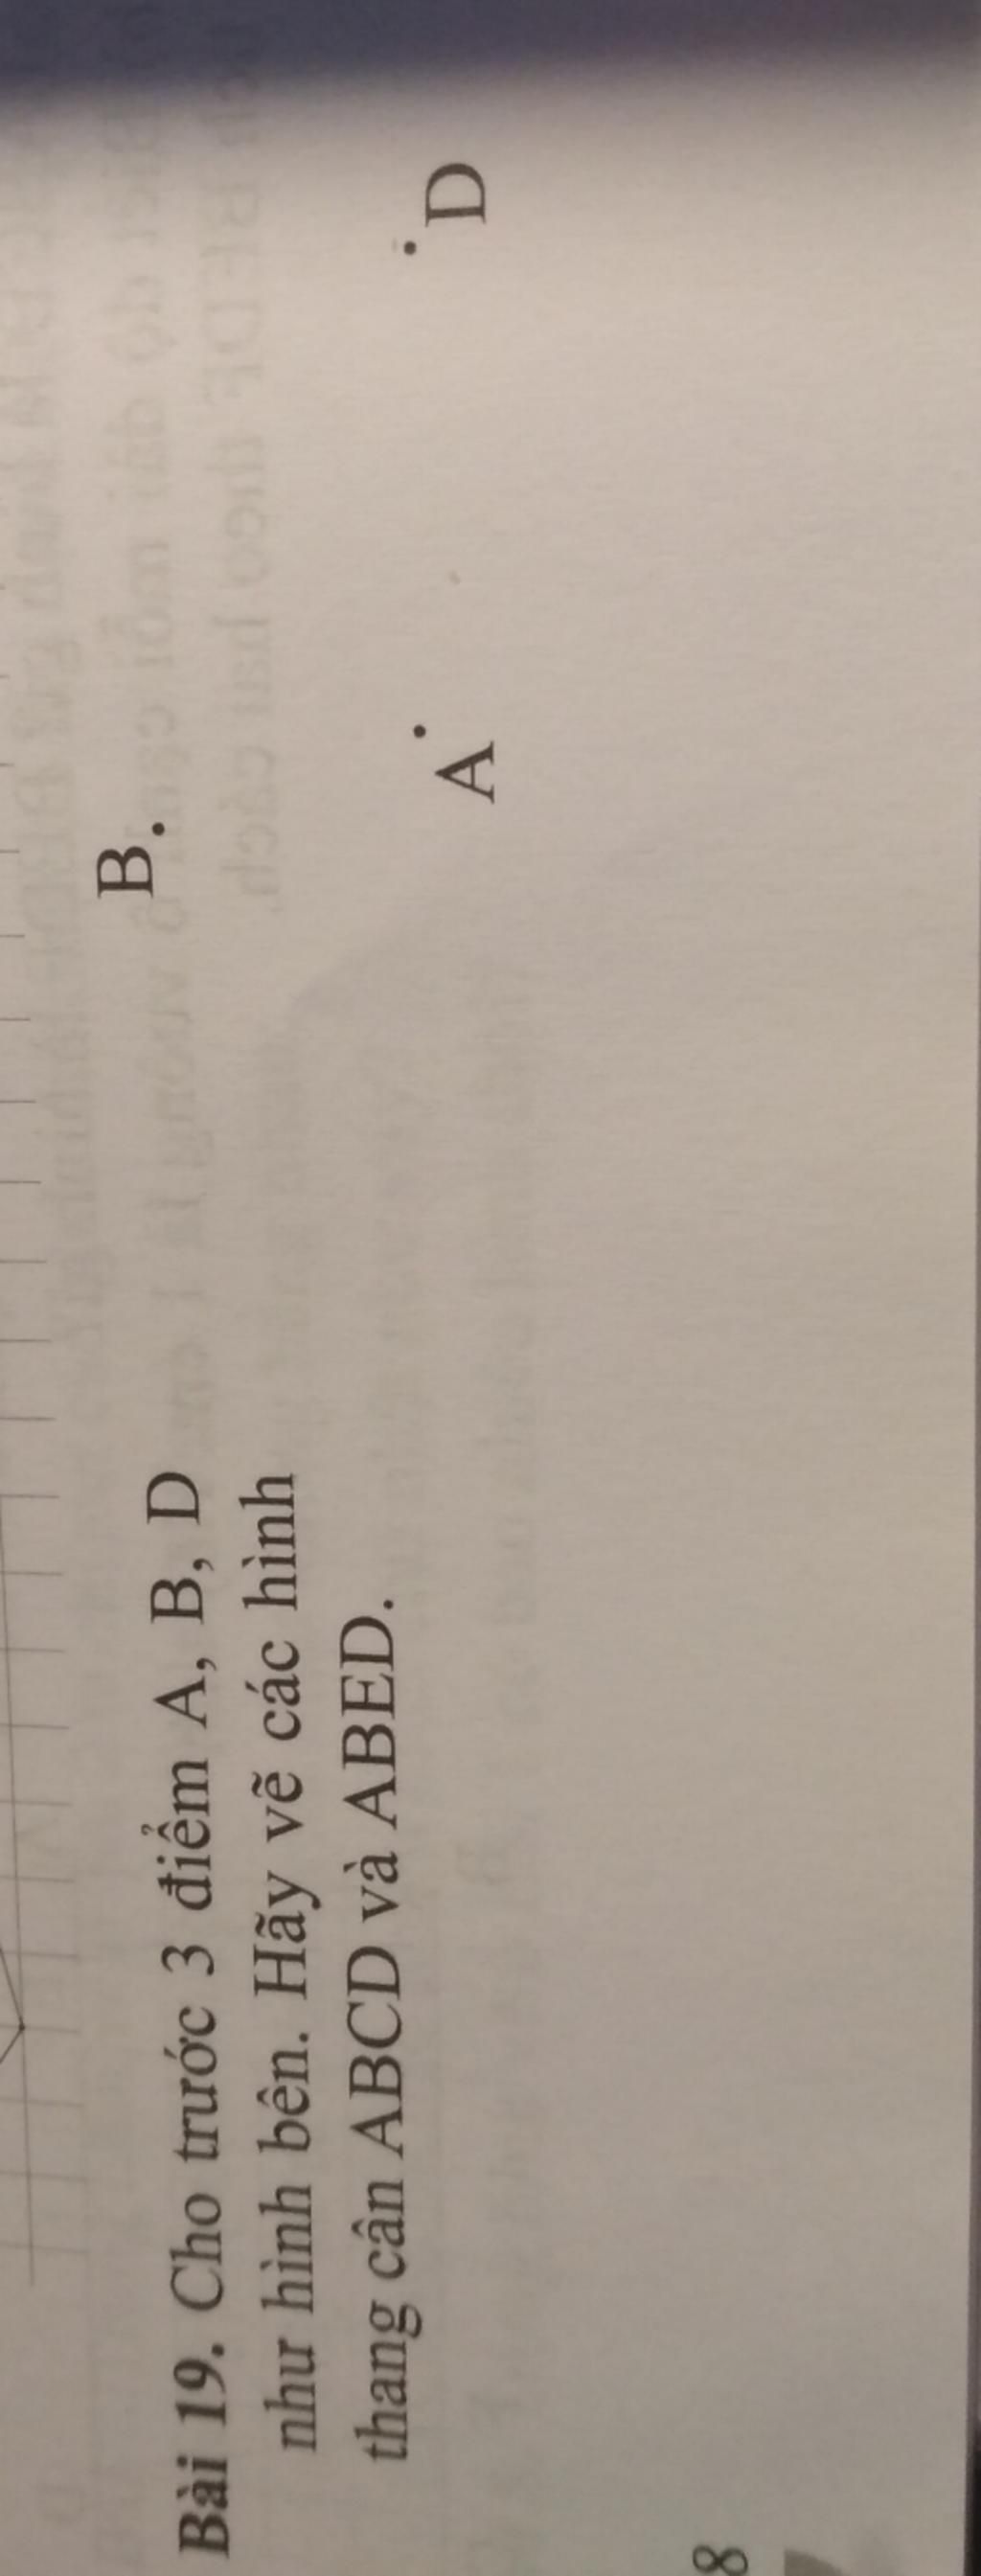 Bài 19. Cho trước 3 điểm A, B, D
như hình bên. Hãy vẽ các hình
thang cân ABCD và ABED.
B
A
D
8